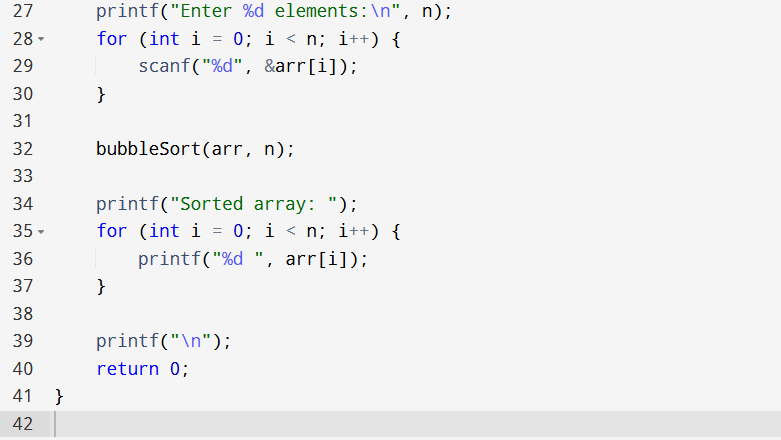 27    printf("Enter %d elements:\n", n);
28    for (int i = 0; i < n; i++) {
29        scanf("%d", &arr[i]);
30    }
31
32    bubbleSort(arr, n);
33
34    printf("Sorted array: ");
35    for (int i = 0; i < n; i++) {
36        printf("%d ", arr[i]);
37    }
38
39    printf("\n");
40    return 0;
41 }
42